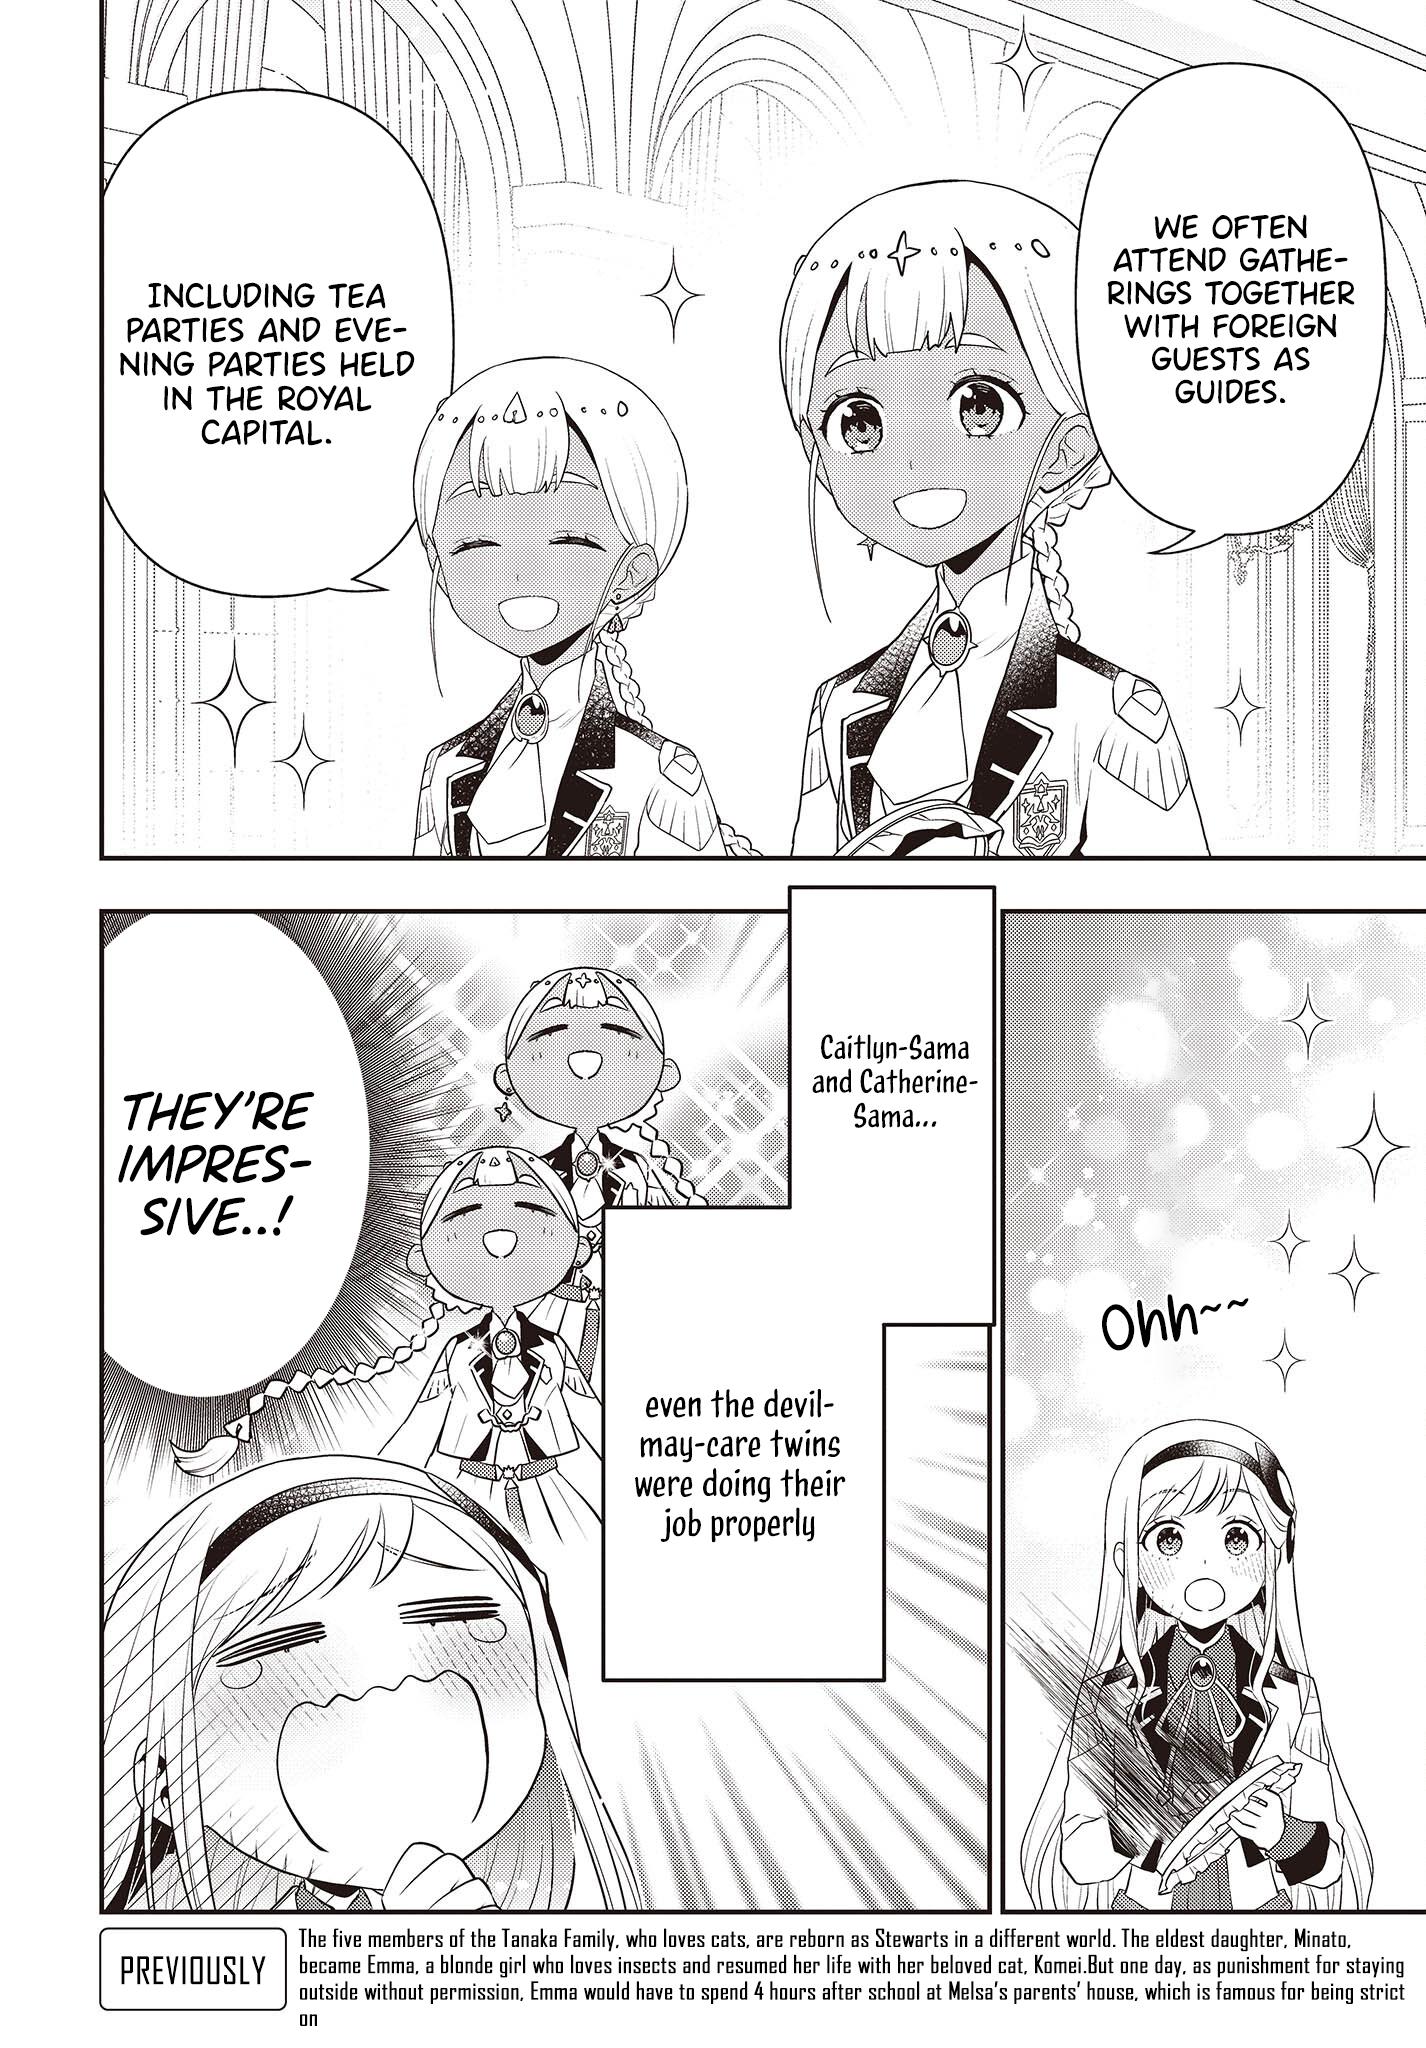 WE OFTEN
ATTEND GATHE-
RINGS TOGETHER
WITH FOREIGN
GUESTS AS
GUIDES.
INCLUDING TEA
PARTIES AND EVE-
NING PARTIES HELD
IN THE ROYAL
CAPITAL.
Ohh~~
Caitlyn-Sama
and Catherine-
Sama...
even the devil-
may-care twins
were doing their
job properly
THEY'RE
IMPRES-
SIVE..!
PREVIOUSLY
The five members of the Tanaka Family, who loves cats, are reborn as Stewarts in a different world. The eldest daughter, Minato,
became Emma, a blonde girl who loves insects and resumed her life with her beloved cat, Komei.But one day, as punishment for staying
outside without permission, Emma would have to spend 4 hours after school at Melsa's parents' house, which is famous for being strict
on